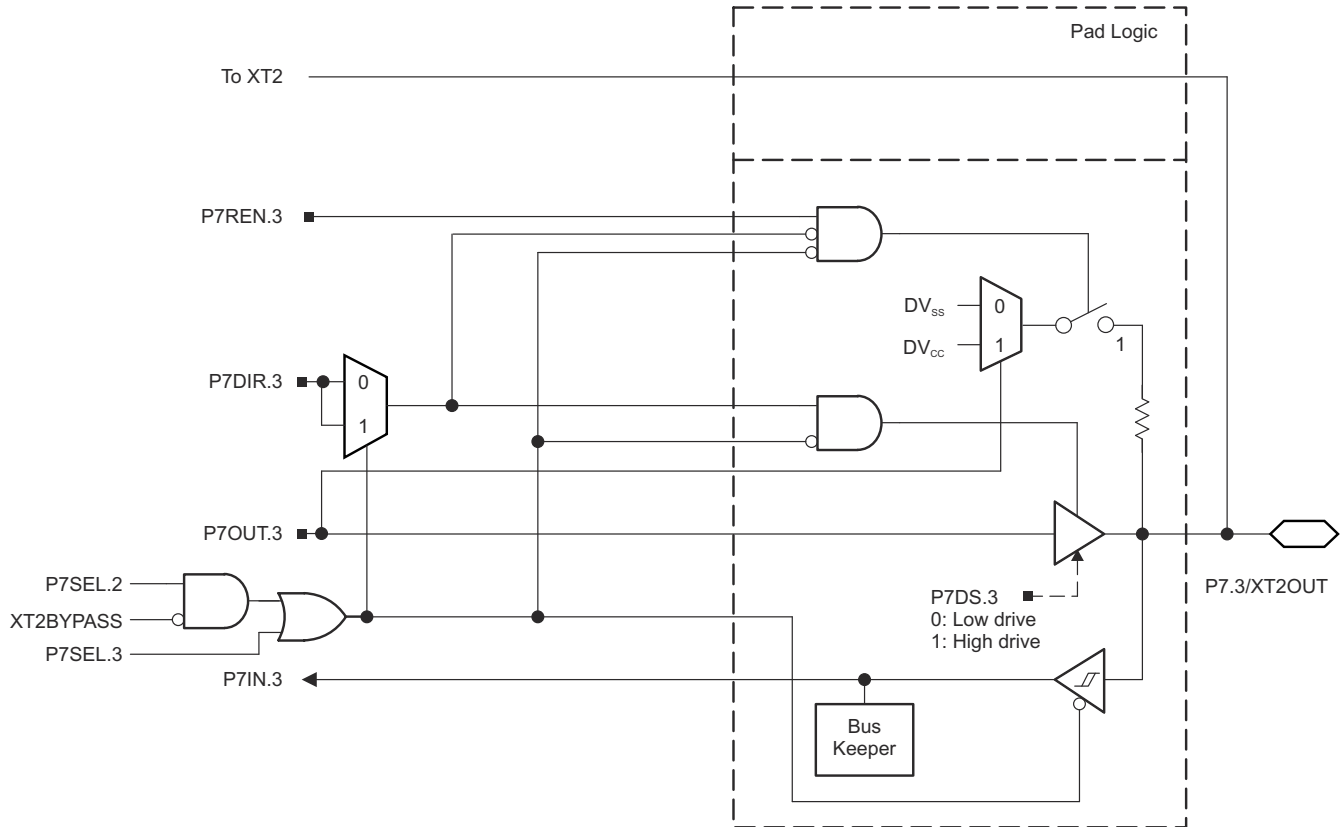 Pad Logic
To XT2
P7REN.3
DVSS
0
DVCC
1
1
P7DIR.3
0
1
P7OUT.3
P7SEL.2
XT2BYPASS
P7SEL.3
P7DS.3
0: Low drive
1: High drive
P7.3/XT2OUT
P7IN.3
Bus
Keeper